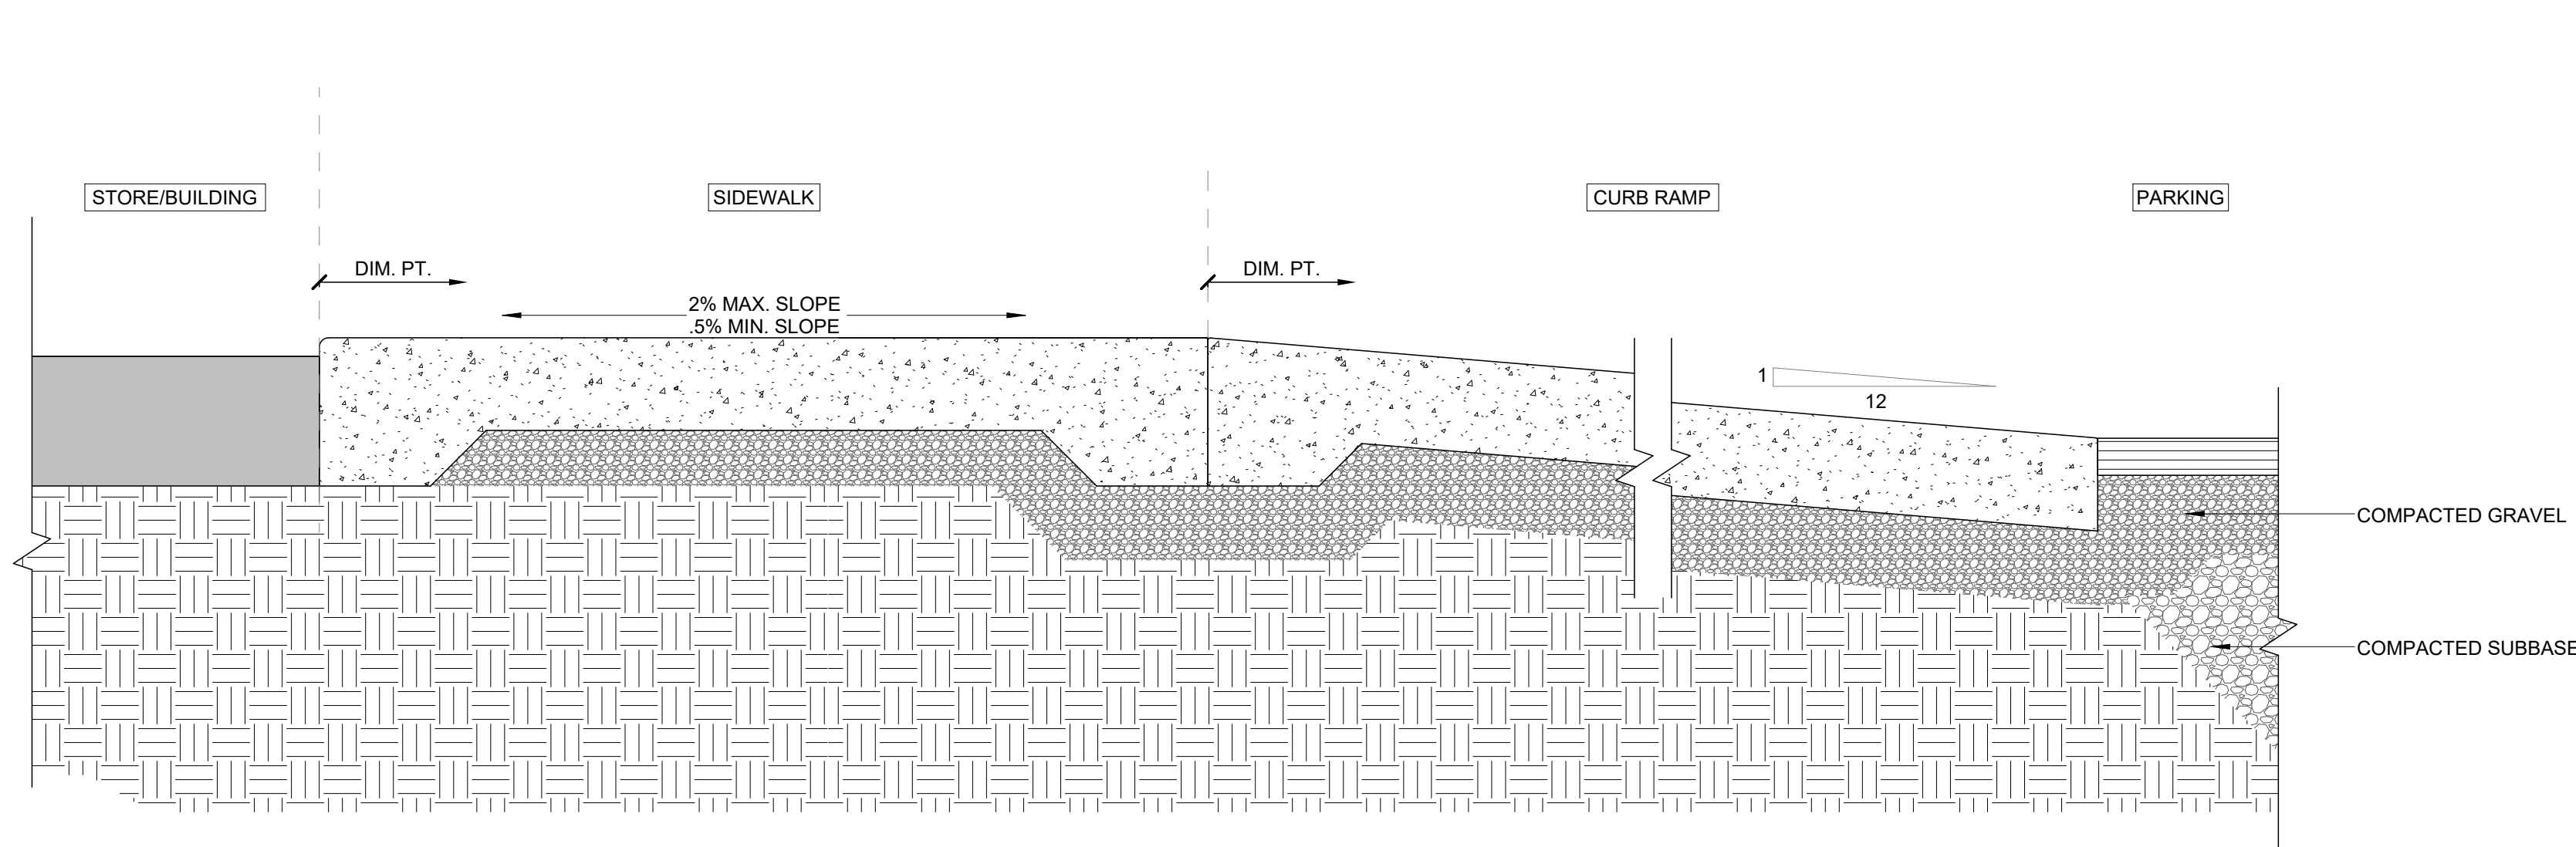 STORE/BUILDING
SIDEWALK
CURB RAMP
PARKING
DIM. PT.
DIM. PT.
2% MAX. SLOPE
.5% MIN. SLOPE
1
12
COMPACTED GRAVEL
COMPACTED SUBBASE